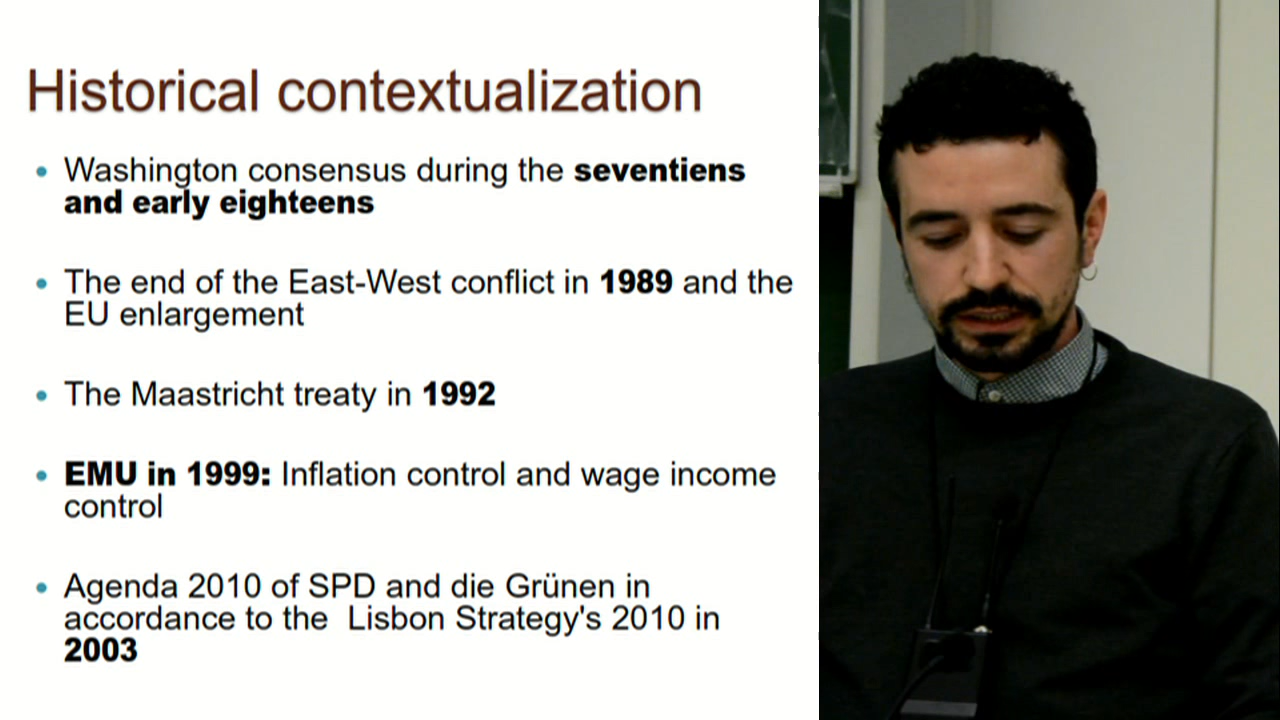 Historical contextualization
• Washington consensus during the seventiens
and early eighteens
• The end of the East-West conflict in 1989 and the
EU enlargement
• The Maastricht treaty in 1992
• EMU in 1999: Inflation control and wage income
control
• Agenda 2010 of SPD and die Grünen in
accordance to the  Lisbon Strategy's 2010 in
2003